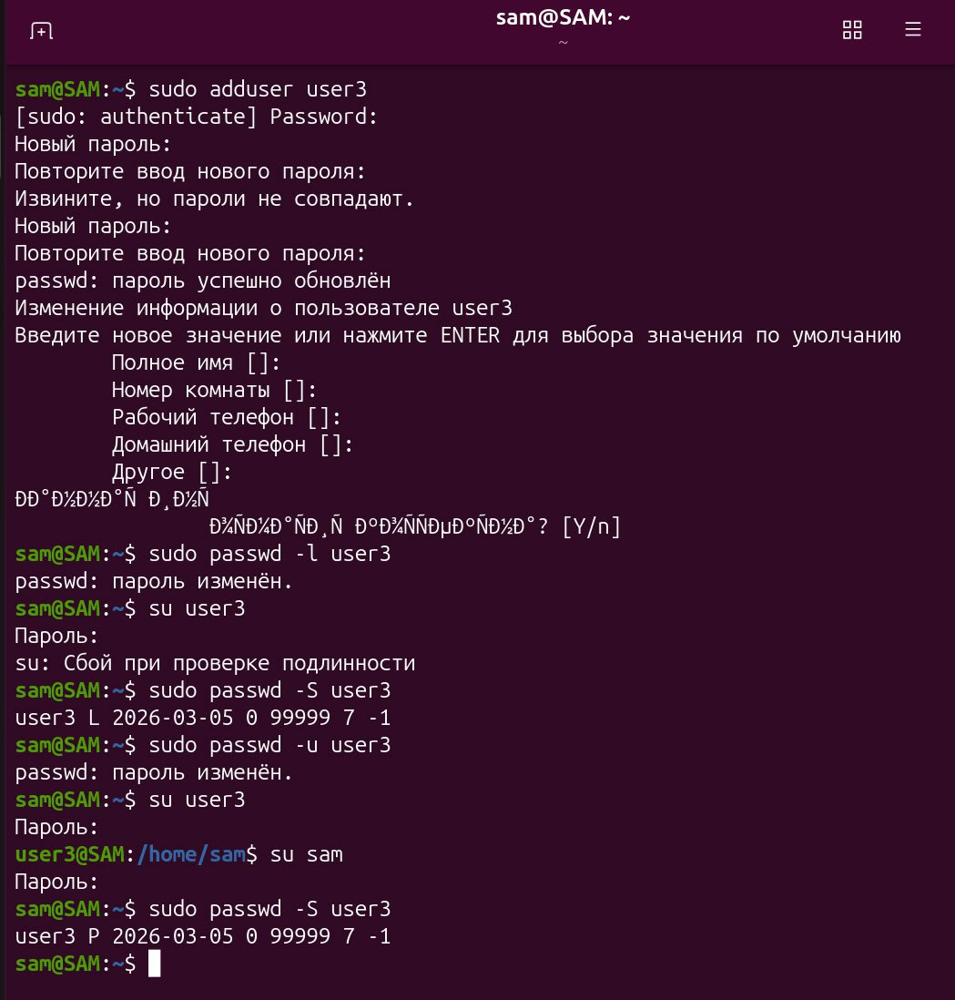 sam@SAM: ~
~
sam@SAM:~$ sudo adduser user3
[sudo: authenticate] Password:
Новый пароль:
Повторите ввод нового пароля:
Извините, но пароли не совпадают.
Новый пароль:
Повторите ввод нового пароля:
passwd: пароль успешно обновлён
Изменение информации о пользователе user3
Введите новое значение или нажмите ENTER для выбора значения по умолчанию
Полное имя []:
Номер комнаты []:
Рабочий телефон []:
Домашний телефон []:
Другое []:
ÐÐ°Ð½Ð½Ð°Ñ Ð¸Ð½Ñ
Ð¾ÑÐ¼Ð°ÑÐ¸Ñ ÐºÐ¾ÑÑÐµÐºÑÐ½Ð°? [Y/n]
sam@SAM:~$ sudo passwd -l user3
passwd: пароль изменён.
sam@SAM:~$ su user3
Пароль:
su: Сбой при проверке подлинности
sam@SAM:~$ sudo passwd -S user3
user3 L 2026-03-05 0 99999 7 -1
sam@SAM:~$ sudo passwd -u user3
passwd: пароль изменён.
sam@SAM:~$ su user3
Пароль:
user3@SAM:/home/sam$ su sam
Пароль:
sam@SAM:~$ sudo passwd -S user3
user3 P 2026-03-05 0 99999 7 -1
sam@SAM:~$